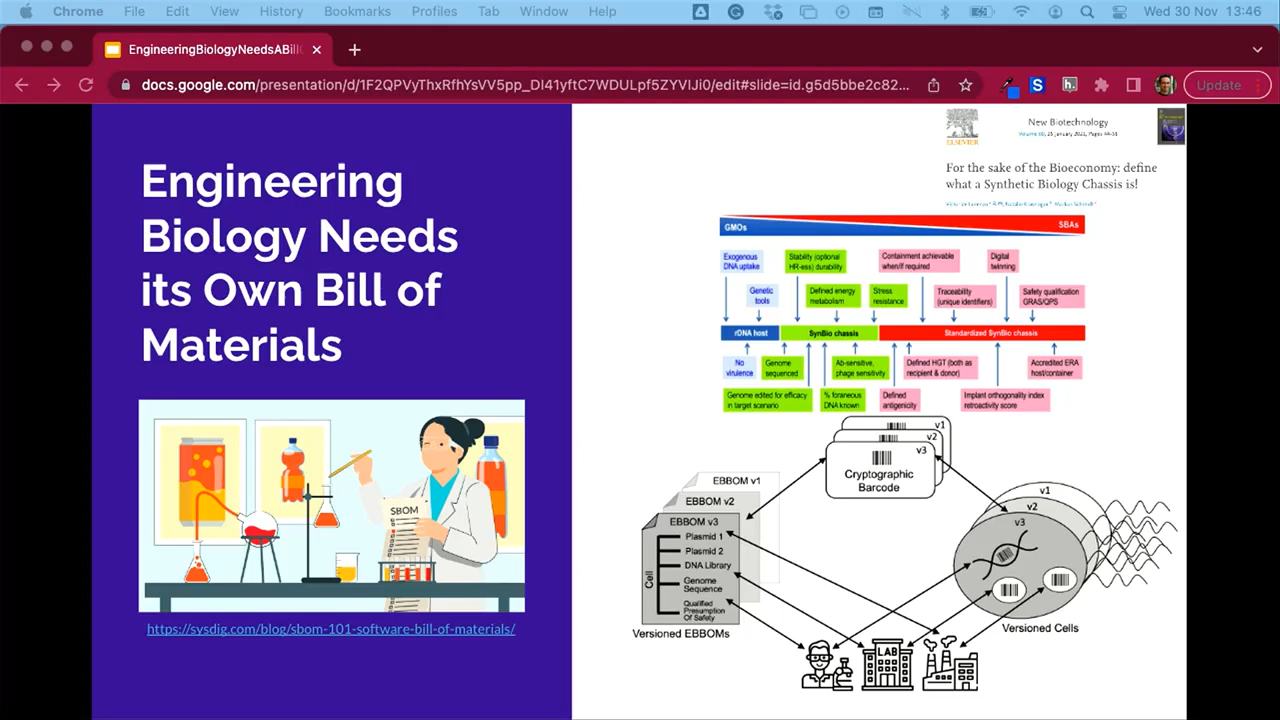 Chrome File Edit View History Bookmarks Profiles Tab Window Help Wed 30 Nov 13:46
EngineeringBiologyNeedsABill
docs.google.com/presentation/d/1F2QPVyThxRfhYsVV5pp_DI41yftC7WDULpf5ZYVIJi0/edit#slide=id.g5d5bbe2c82... Update
Engineering
Biology Needs
its Own Bill of
Materials
SBOM
https://sysdig.com/blog/sbom-101-software-bill-of-materials/
ELSEVIER
New Biotechnology
For the sake of the Bioeconomy: define
what a Synthetic Biology Chassis is!
GMOs
SBAs
Exogenous
DNA uptake
Stability (optional
HR-ess) durability
Containment achievable
when/if required
Digital
twinning
Genetic
tools
Defined energy
metabolism
Stress
resistance
Traceability
(unique identifiers)
Safety qualification
GRAS/QPS
rDNA host
SynBio chassis
Standardized SynBio chassis
No
virulence
Genome
sequenced
Ab-sensitive,
phage sensitivity
Defined HGT (both as
recipient & donor)
Accredited ERA
host/container
Genome edited for efficacy
in target scenario
% foraneous
DNA known
Defined
antigenicity
Implant orthogonality index
retroactivity score
v1
v2
v3
Cryptographic
Barcode
EBBOM v1
EBBOM v2
EBBOM v3
Cell
Plasmid 1
Plasmid 2
DNA Library
Genome
Sequence
Qualified
Presumption
Of Safety
Versioned EBBOMs
v1
v2
v3
Versioned Cells
LAB